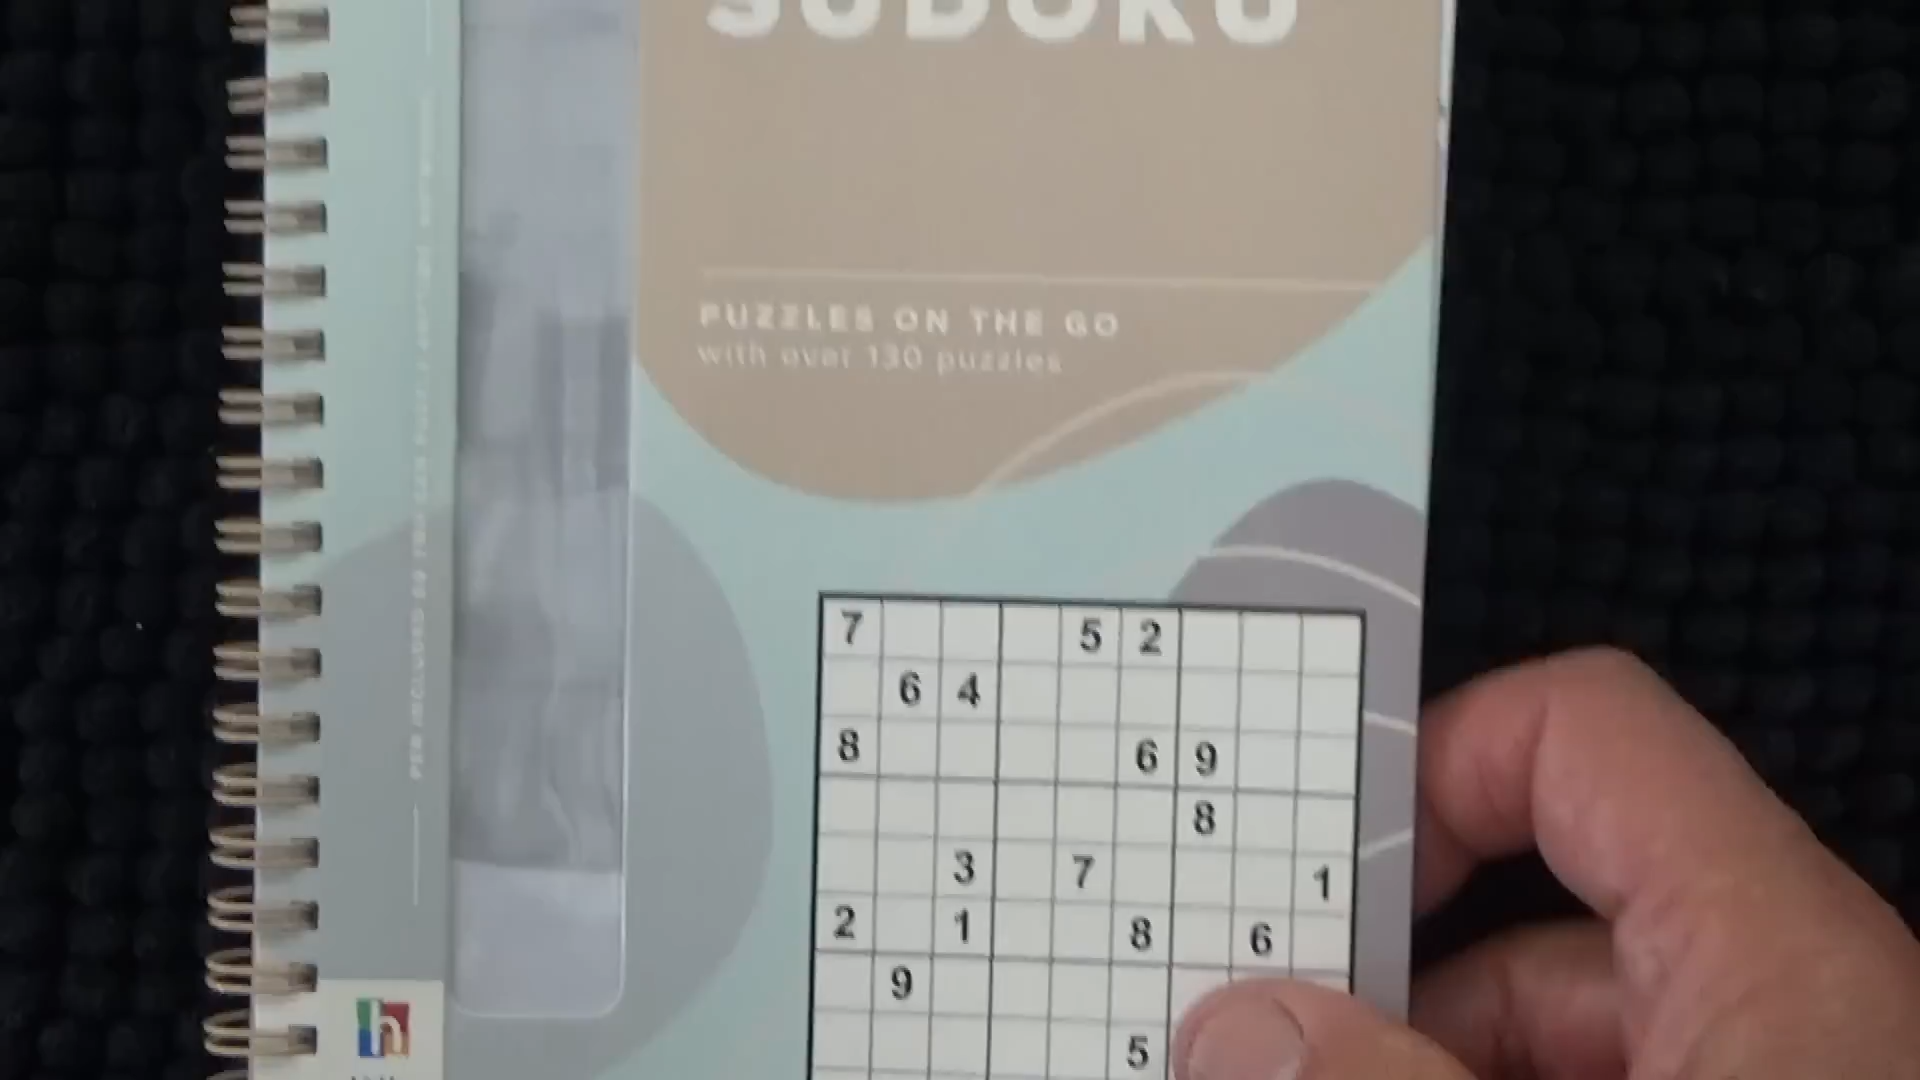 SUDOKU
PUZZLES ON THE GO
with over 130 puzzles
7 5 2
6 4
8 6 9
8
3 7 1
2 1 8 6
9
5
h